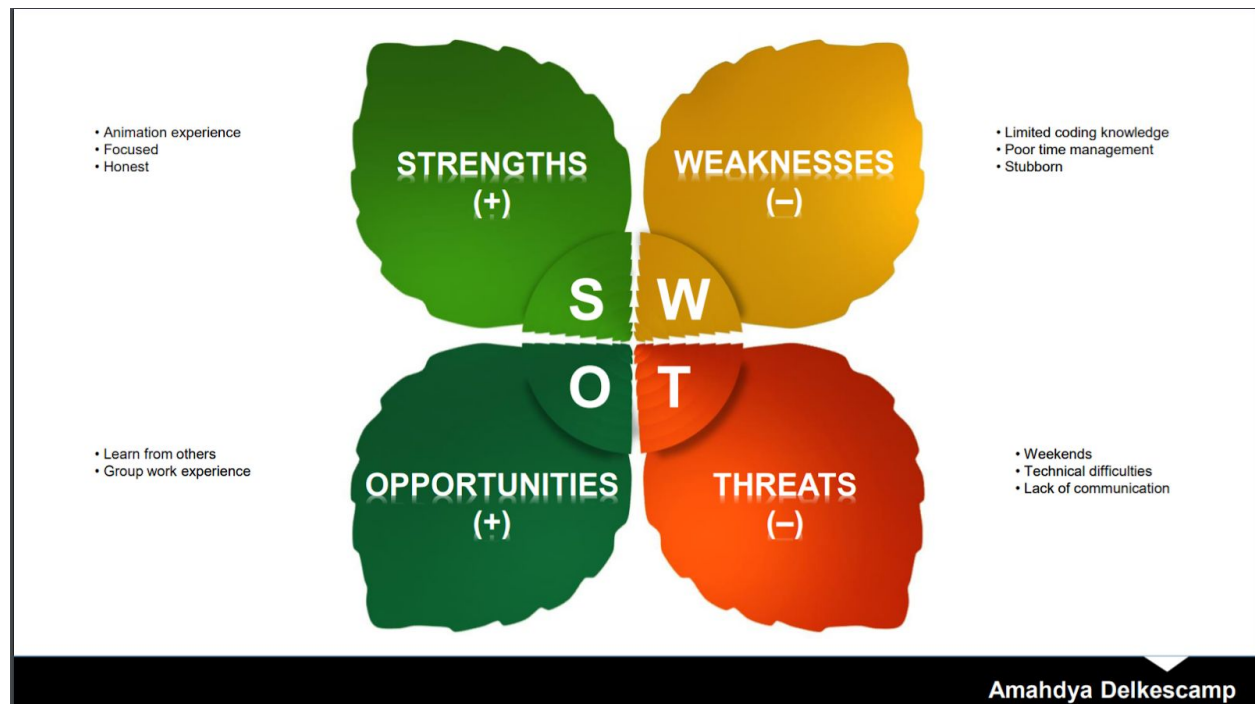 • Animation experience
• Focused
• Honest
STRENGTHS
(+)
WEAKNESSES
(–)
• Limited coding knowledge
• Poor time management
• Stubborn
S W
O T
• Learn from others
• Group work experience
OPPORTUNITIES
(+)
THREATS
(–)
• Weekends
• Technical difficulties
• Lack of communication
Amahdya Delkescamp